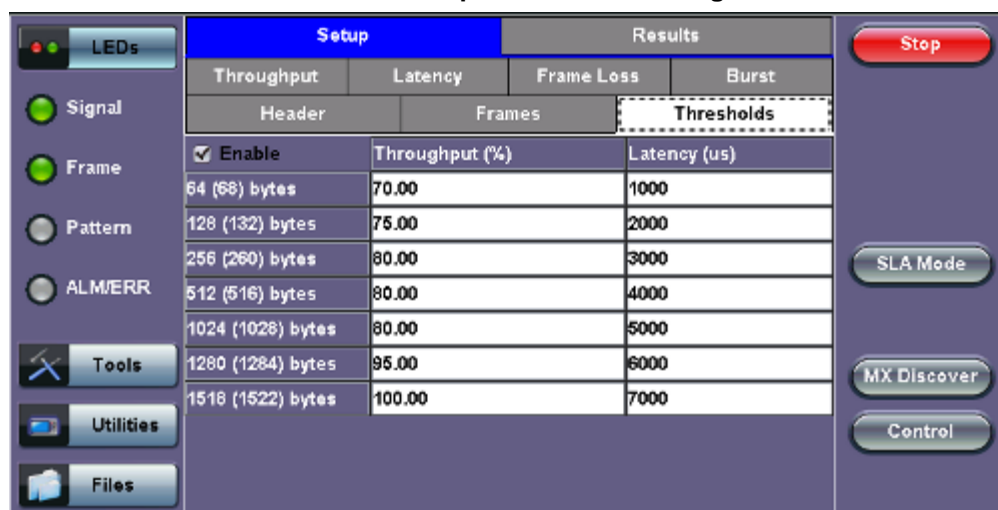 LEDs
Signal
Frame
Pattern
ALM/ERR
Tools
Utilities
Files
Setup Results
Throughput Latency Frame Loss Burst
Header Frames Thresholds
Enable Throughput (%) Latency (us)
64 (68) bytes 70.00 1000
128 (132) bytes 75.00 2000
256 (260) bytes 80.00 3000
512 (516) bytes 80.00 4000
1024 (1028) bytes 80.00 5000
1280 (1284) bytes 95.00 6000
1518 (1522) bytes 100.00 7000
Stop
SLA Mode
MX Discover
Control